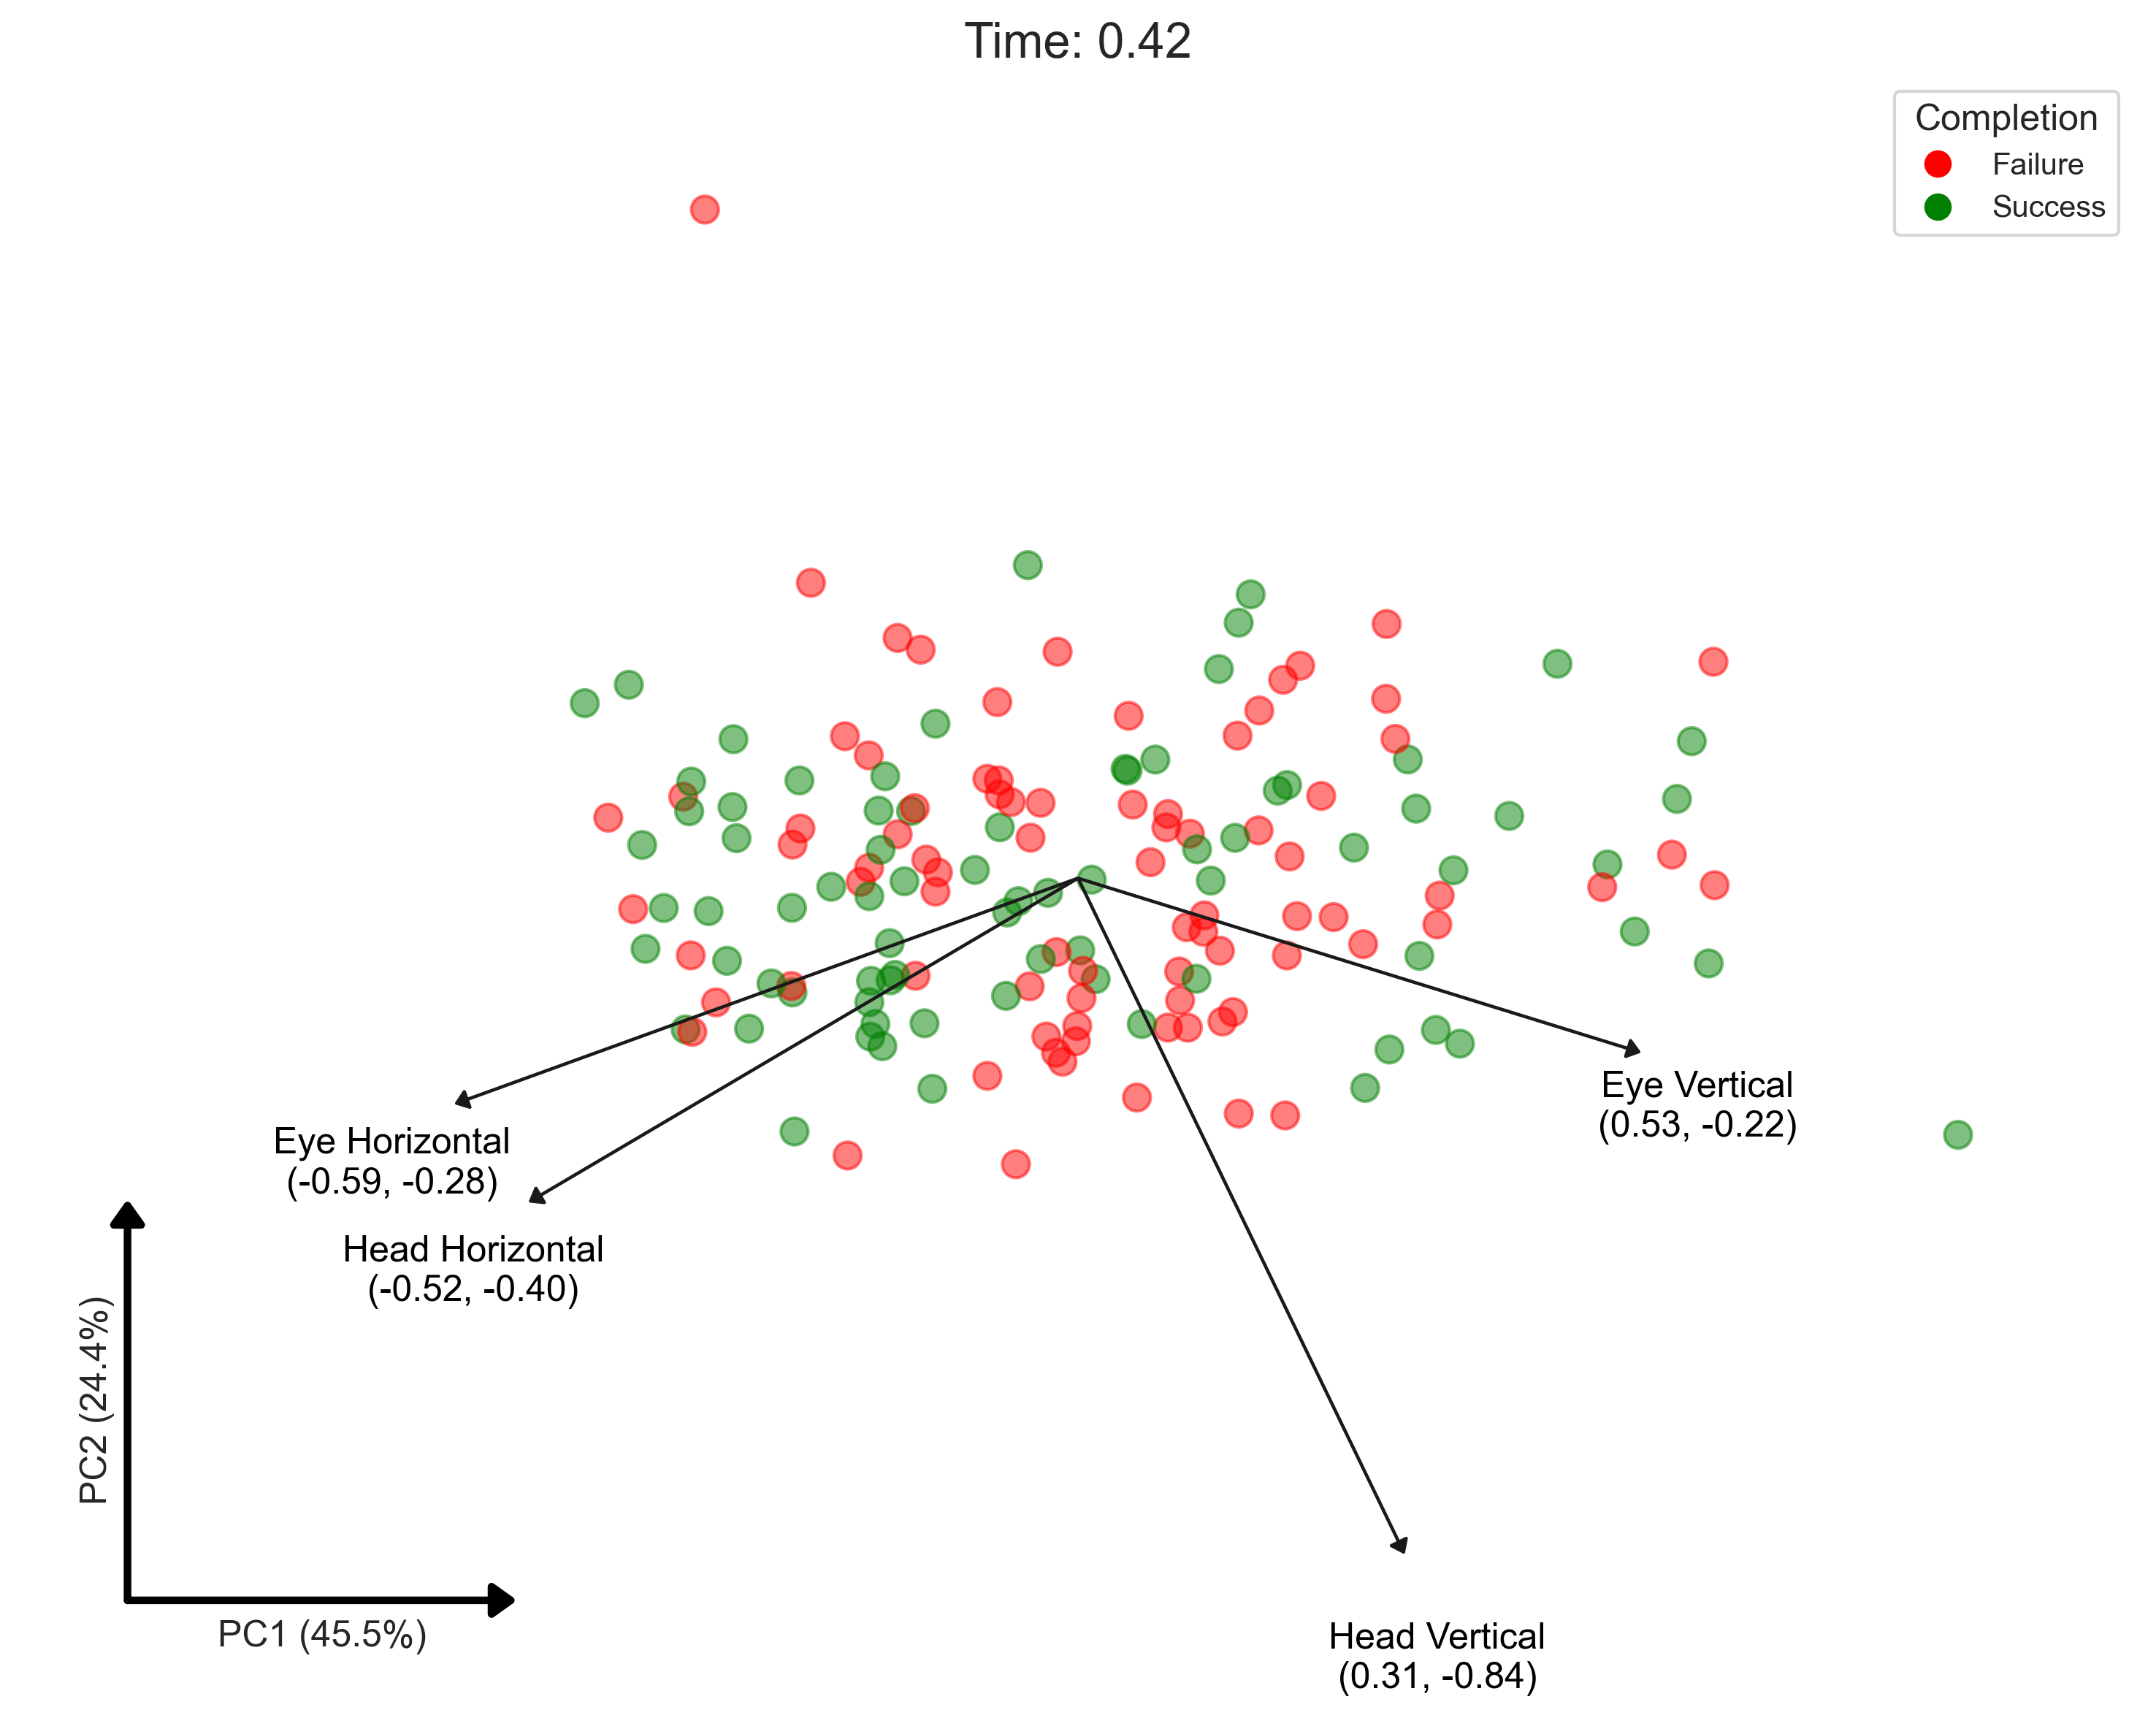 Time: 0.42
Completion
Failure
Success
Eye Vertical
(0.53, -0.22)
Eye Horizontal
(-0.59, -0.28)
Head Horizontal
(-0.52, -0.40)
PC2 (24.4%)
PC1 (45.5%)
Head Vertical
(0.31, -0.84)